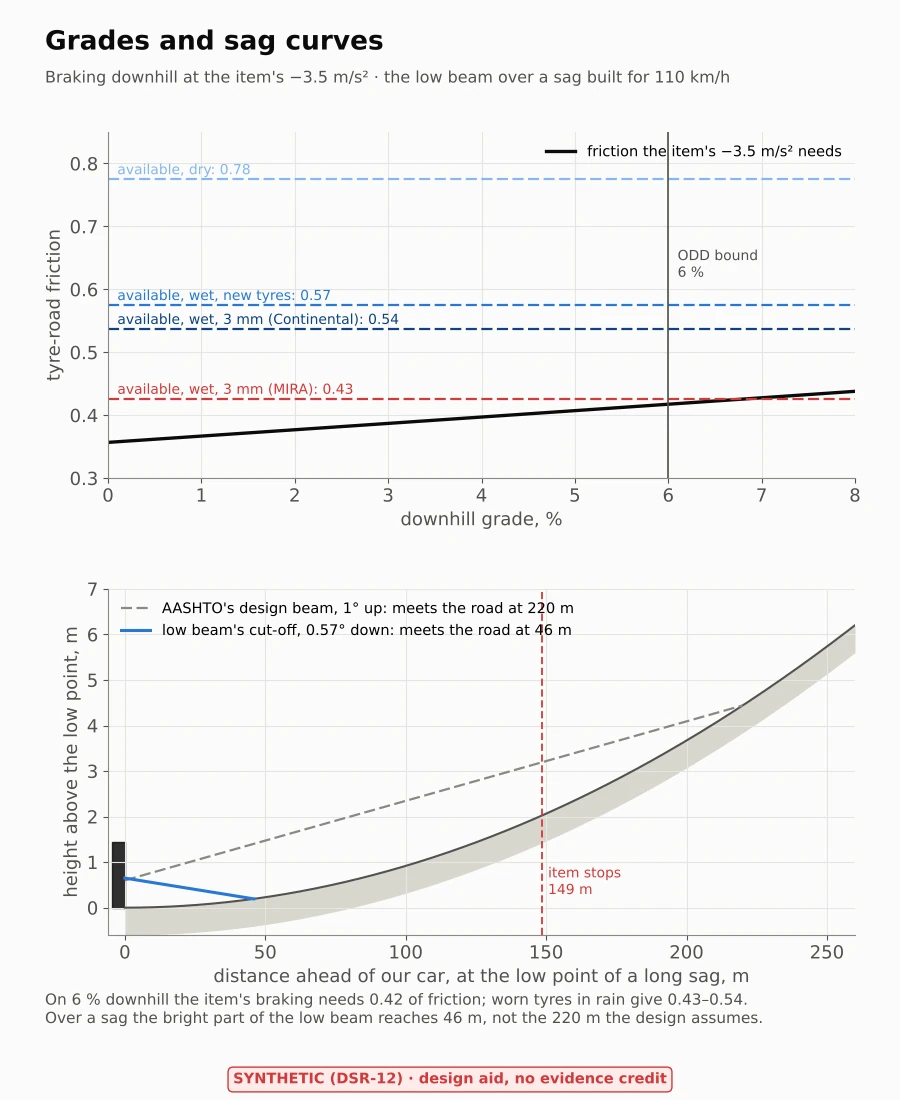 Grades and sag curves
Braking downhill at the item's −3.5 m/s² · the low beam over a sag built for 110 km/h
friction the item's −3.5 m/s² needs
available, dry: 0.78
ODD bound
6 %
available, wet, new tyres: 0.57
available, wet, 3 mm (Continental): 0.54
available, wet, 3 mm (MIRA): 0.43
tyre-road friction
0.8
0.7
0.6
0.5
0.4
0.3
0 1 2 3 4 5 6 7 8
downhill grade, %
AASHTO's design beam, 1° up: meets the road at 220 m
low beam's cut-off, 0.57° down: meets the road at 46 m
height above the low point, m
7
6
5
4
3
2
1
0
item stops
149 m
0 50 100 150 200 250
distance ahead of our car, at the low point of a long sag, m
On 6 % downhill the item's braking needs 0.42 of friction; worn tyres in rain give 0.43–0.54.
Over a sag the bright part of the low beam reaches 46 m, not the 220 m the design assumes.
SYNTHETIC (DSR-12) · design aid, no evidence credit